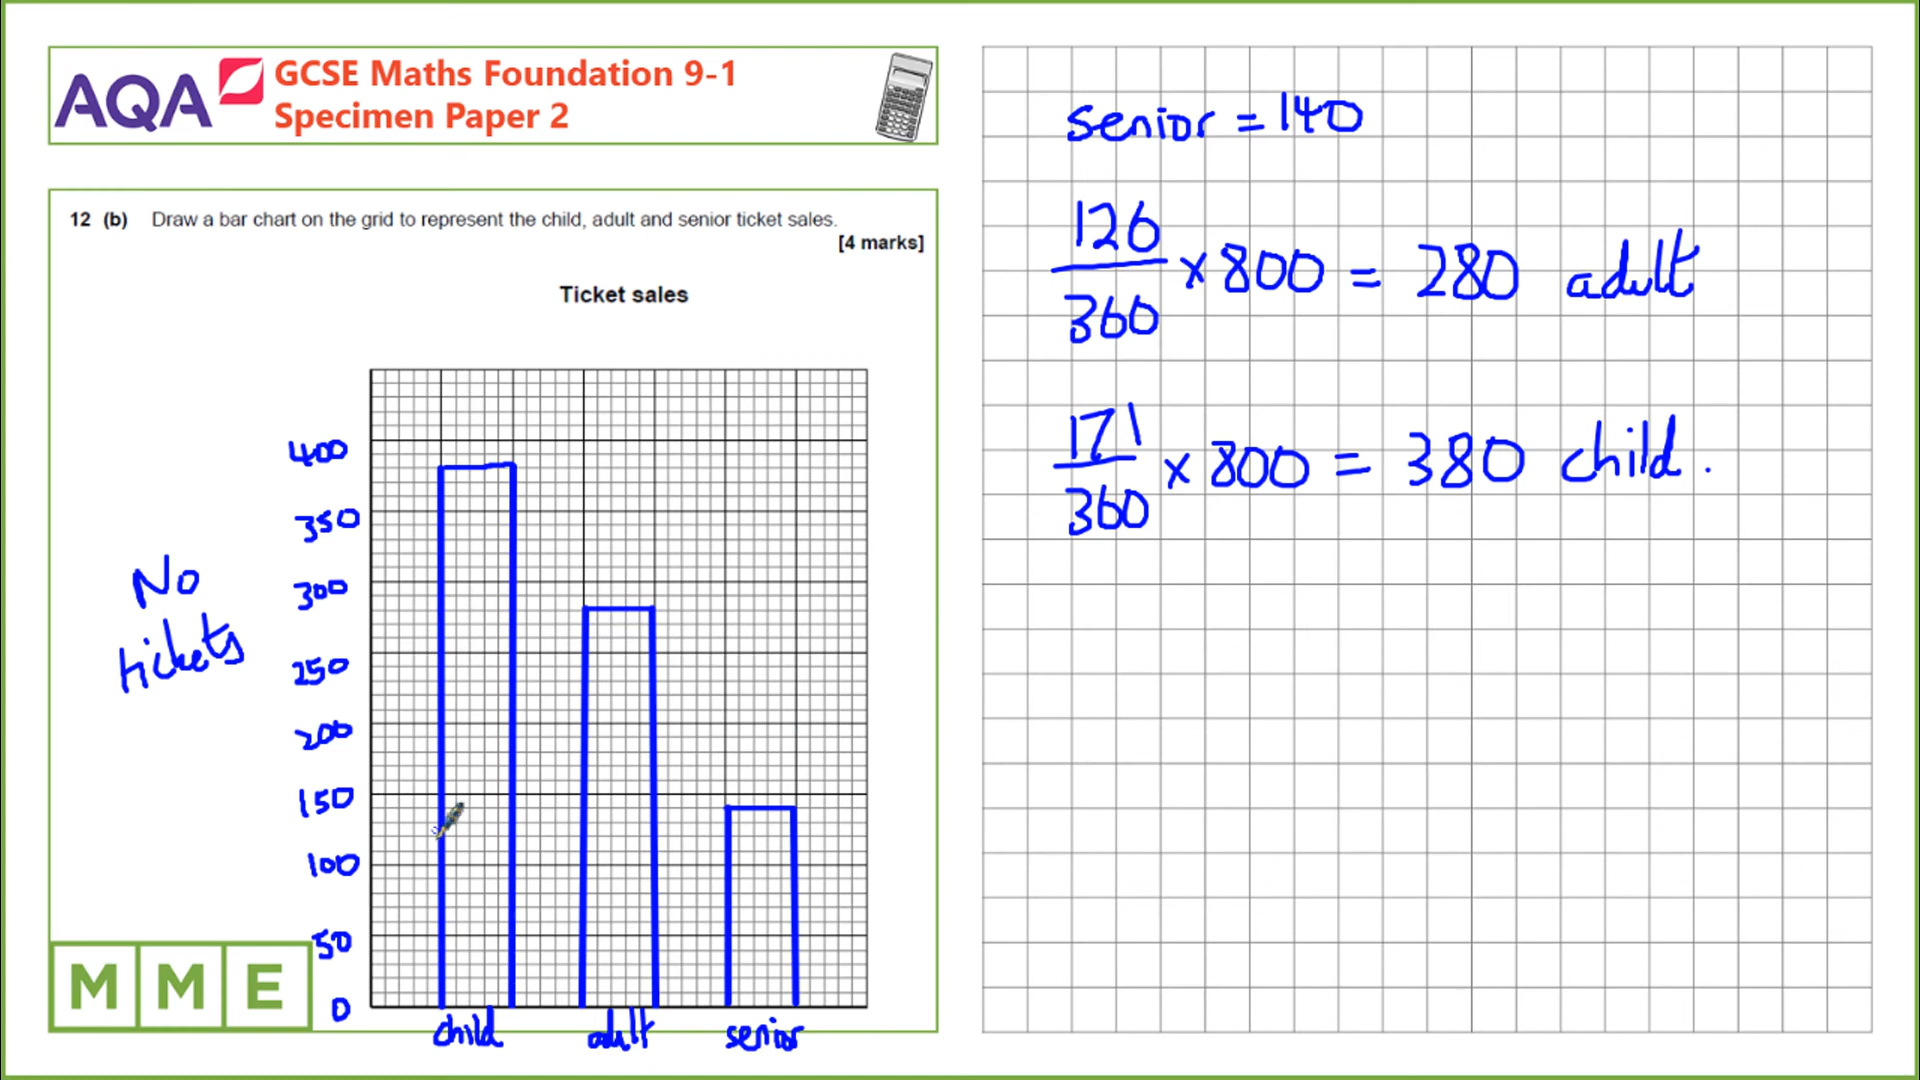 AQA
GCSE Maths Foundation 9-1
Specimen Paper 2
12 (b) Draw a bar chart on the grid to represent the child, adult and senior ticket sales.
[4 marks]
Ticket sales
400
350
300
250
200
150
100
50
0
No
tickets
child adult senior
MME
senior = 140
126
360
× 800 = 280 adult
171
360
× 800 = 380 child.